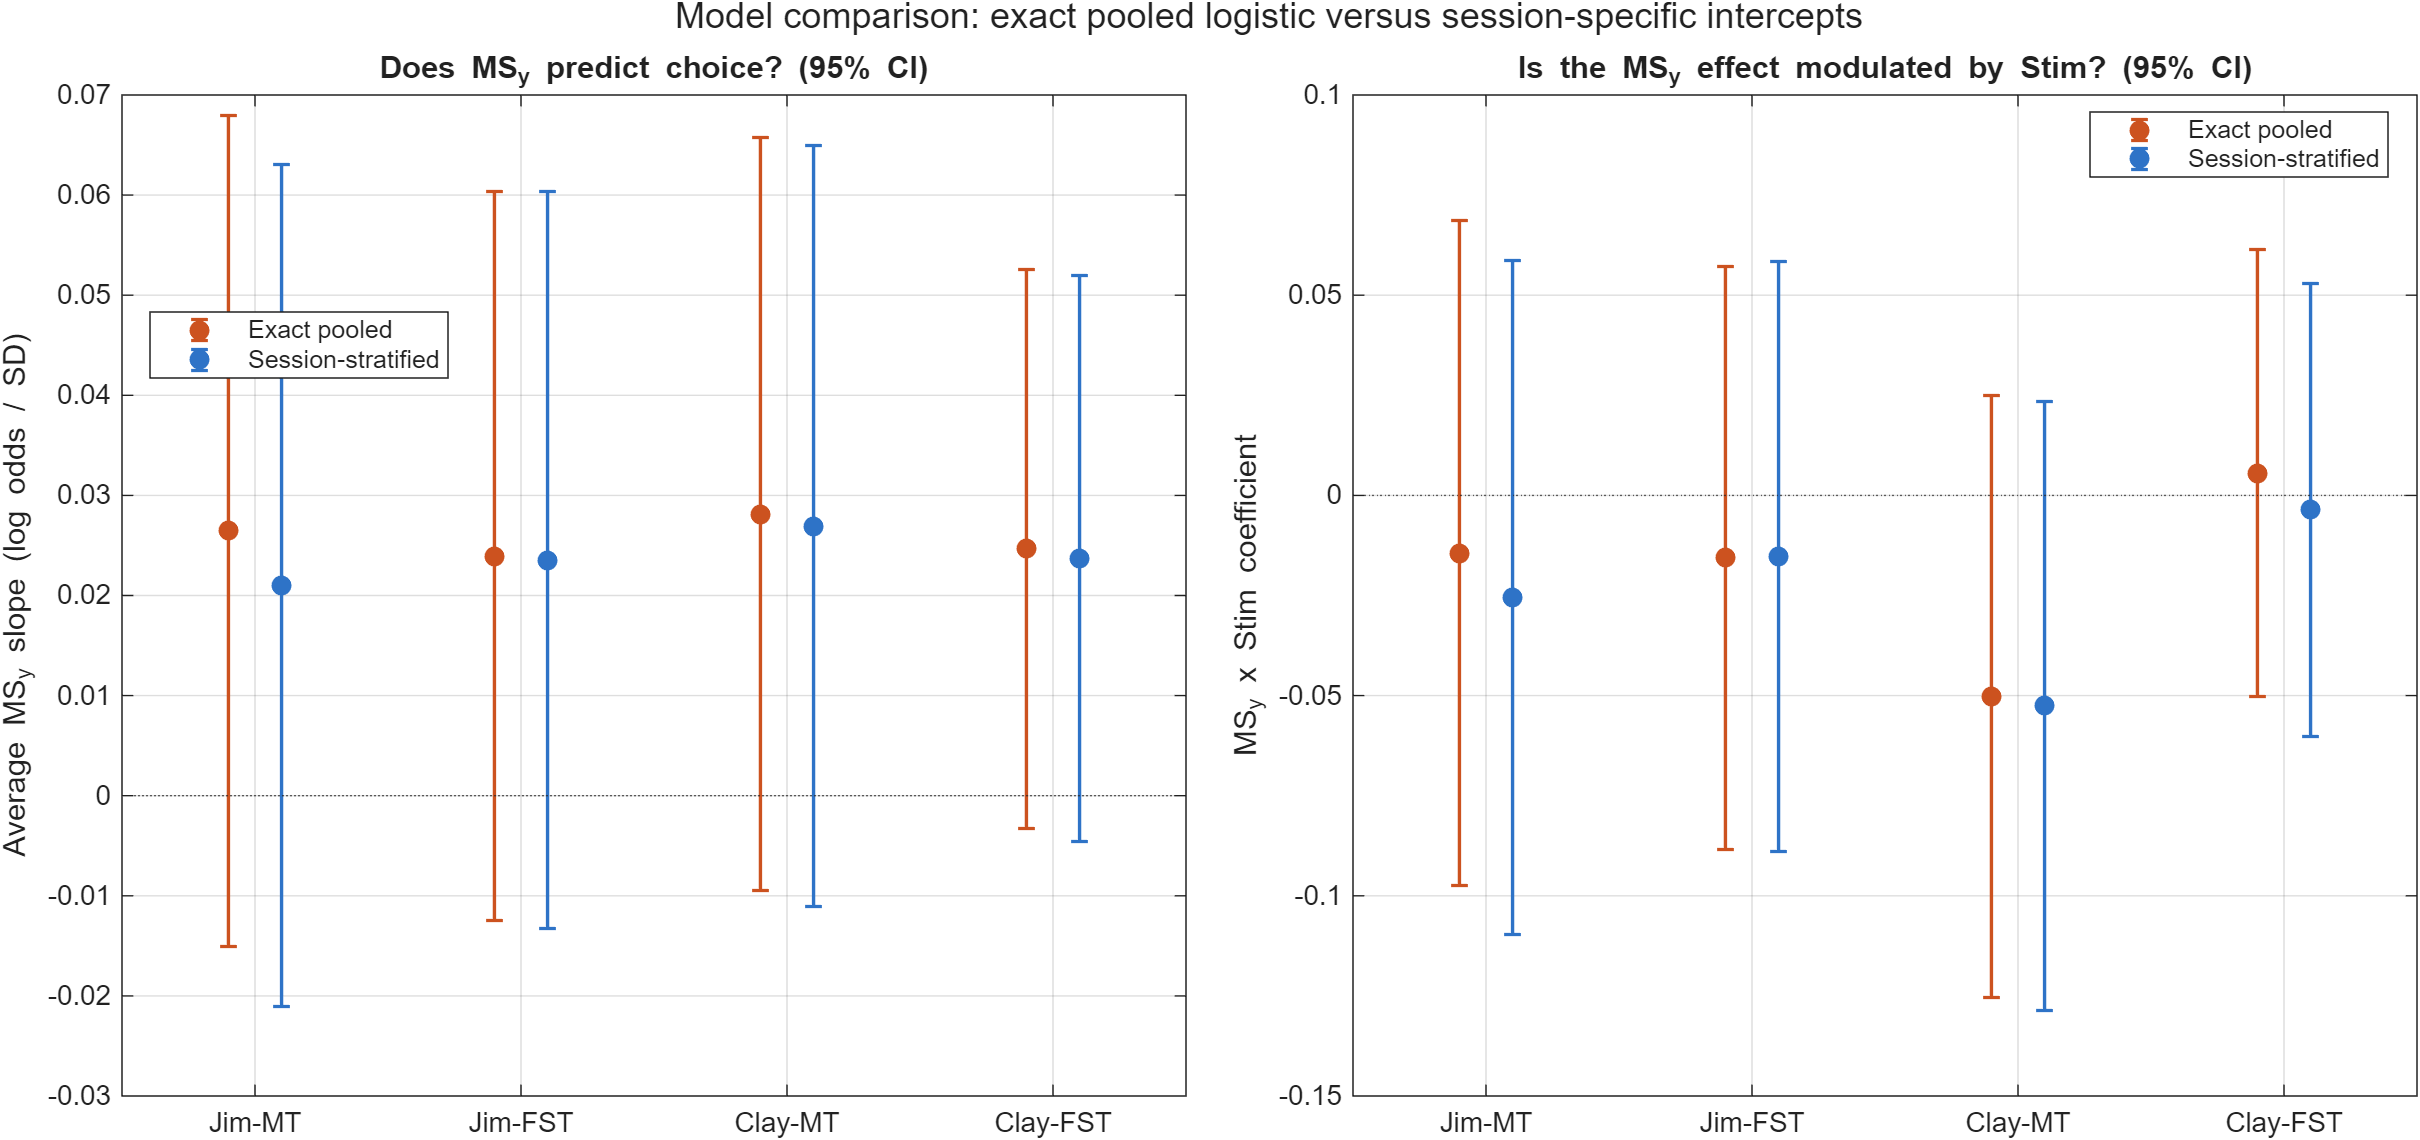 Model comparison: exact pooled logistic versus session-specific intercepts
Does MSy predict choice? (95% CI)
0.07
0.06
0.05
0.04
0.03
0.02
0.01
0
-0.01
-0.02
-0.03
Average MSy slope (log odds / SD)
Exact pooled
Session-stratified
Jim-MT
Jim-FST
Clay-MT
Clay-FST
Is the MSy effect modulated by Stim? (95% CI)
0.1
0.05
0
-0.05
-0.1
-0.15
MSy x Stim coefficient
Exact pooled
Session-stratified
Jim-MT
Jim-FST
Clay-MT
Clay-FST